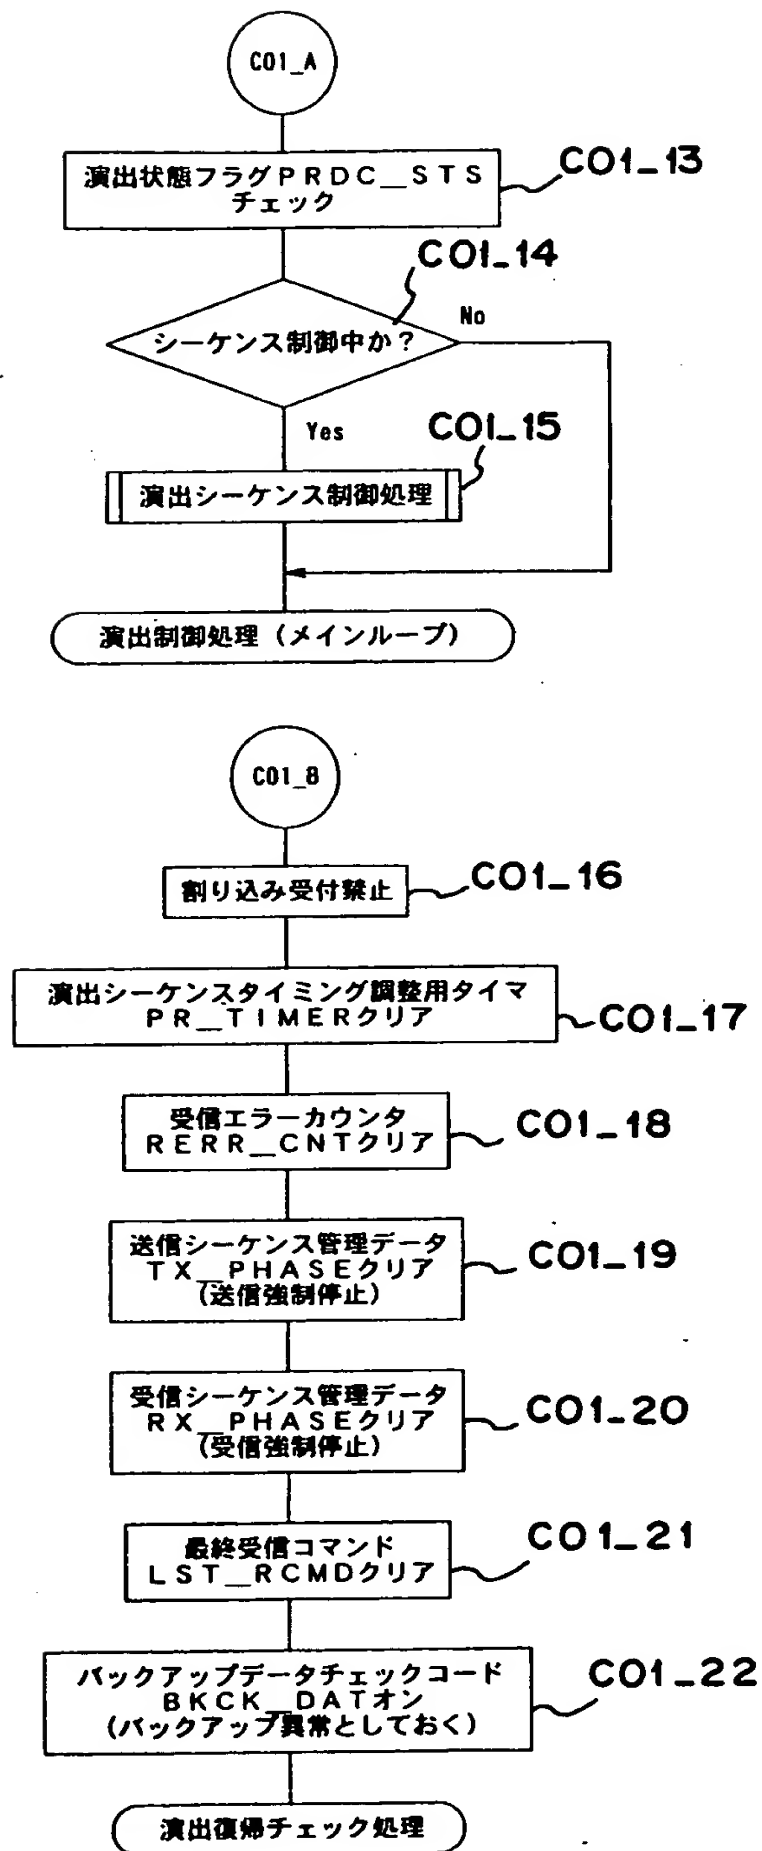 C01_A
演出状態フラグPRDC__STS
チェック
C01_13
C01_14
シーケンス制御中か？
No
Yes
C01_15
演出シーケンス制御処理
演出制御処理（メインループ）
C01_B
割り込み受付禁止
C01_16
演出シーケンスタイミング調整用タイマ
PR__TIMERクリア
C01_17
受信エラーカウンタ
RERR__CNTクリア
C01_18
送信シーケンス管理データ
TX__PHASEクリア
(送信強制停止)
C01_19
受信シーケンス管理データ
RX__PHASEクリア
(受信強制停止)
C01_20
最終受信コマンド
LST__RCMDクリア
C01_21
バックアップデータチェックコード
BKCK__DATオン
(バックアップ異常としておく)
C01_22
演出復帰チェック処理